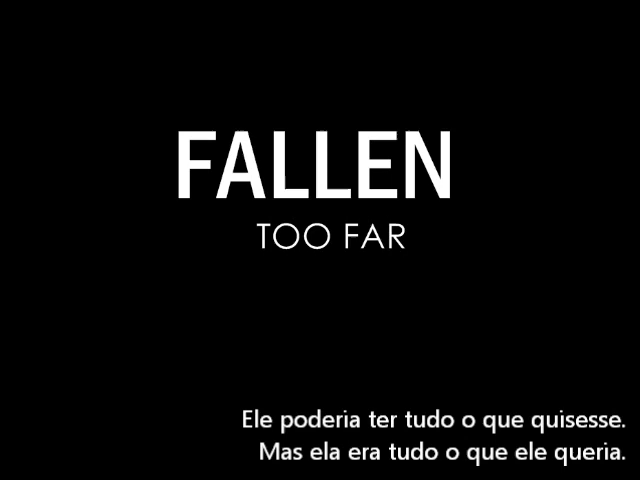 FALLEN
TOO FAR
Ele poderia ter tudo o que quisesse.
Mas ela era tudo o que ele queria.